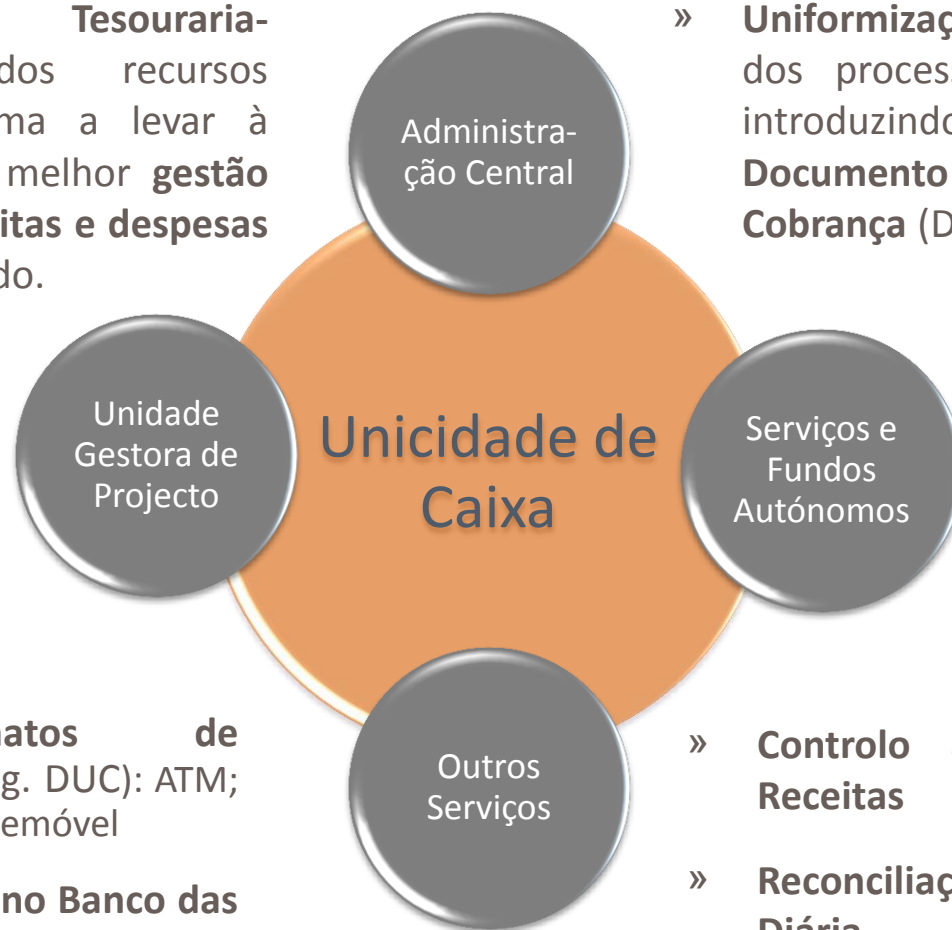 Tesouraria-
dos recursos
ma a levar à
melhor gestão
itas e despesas
do.
» Uniformizaç
dos proces
introduzindo
Documento
Cobrança (D
Administra-
ção Central
Unidade
Gestora de
Projecto
Unicidade de
Caixa
Serviços e
Fundos
Autónomos
Outros
Serviços
atos de
g. DUC): ATM;
emóvel
no Banco das
» Controlo
Receitas
» Reconciliaç
Diária